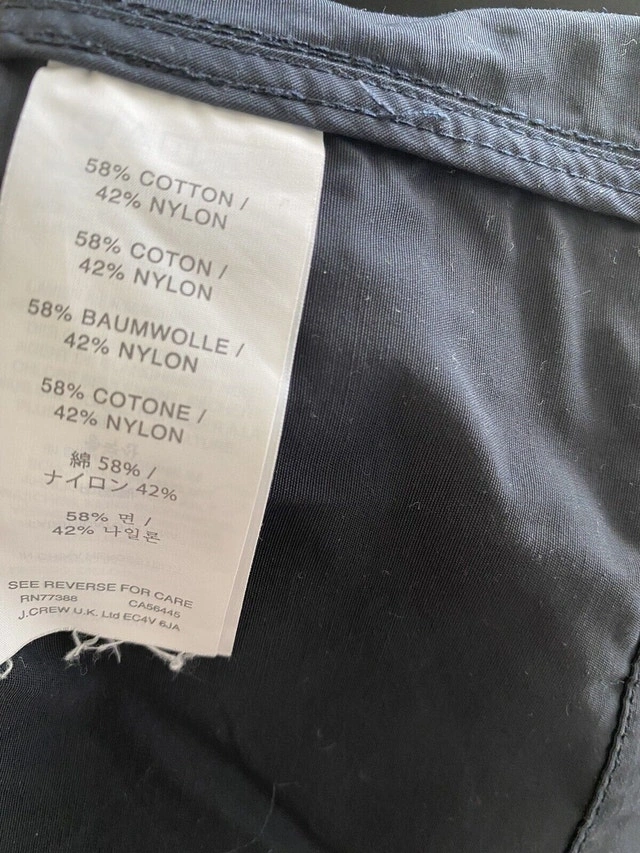 58% COTTON /
42% NYLON
58% COTON /
42% NYLON
58% BAUMWOLLE /
42% NYLON
58% COTONE /
42% NYLON
綿 58% /
ナイロン 42%
58% 면 /
42% 나일론
SEE REVERSE FOR CARE
RN77388 CA56445
J.CREW U.K. Ltd EC4V 6JA